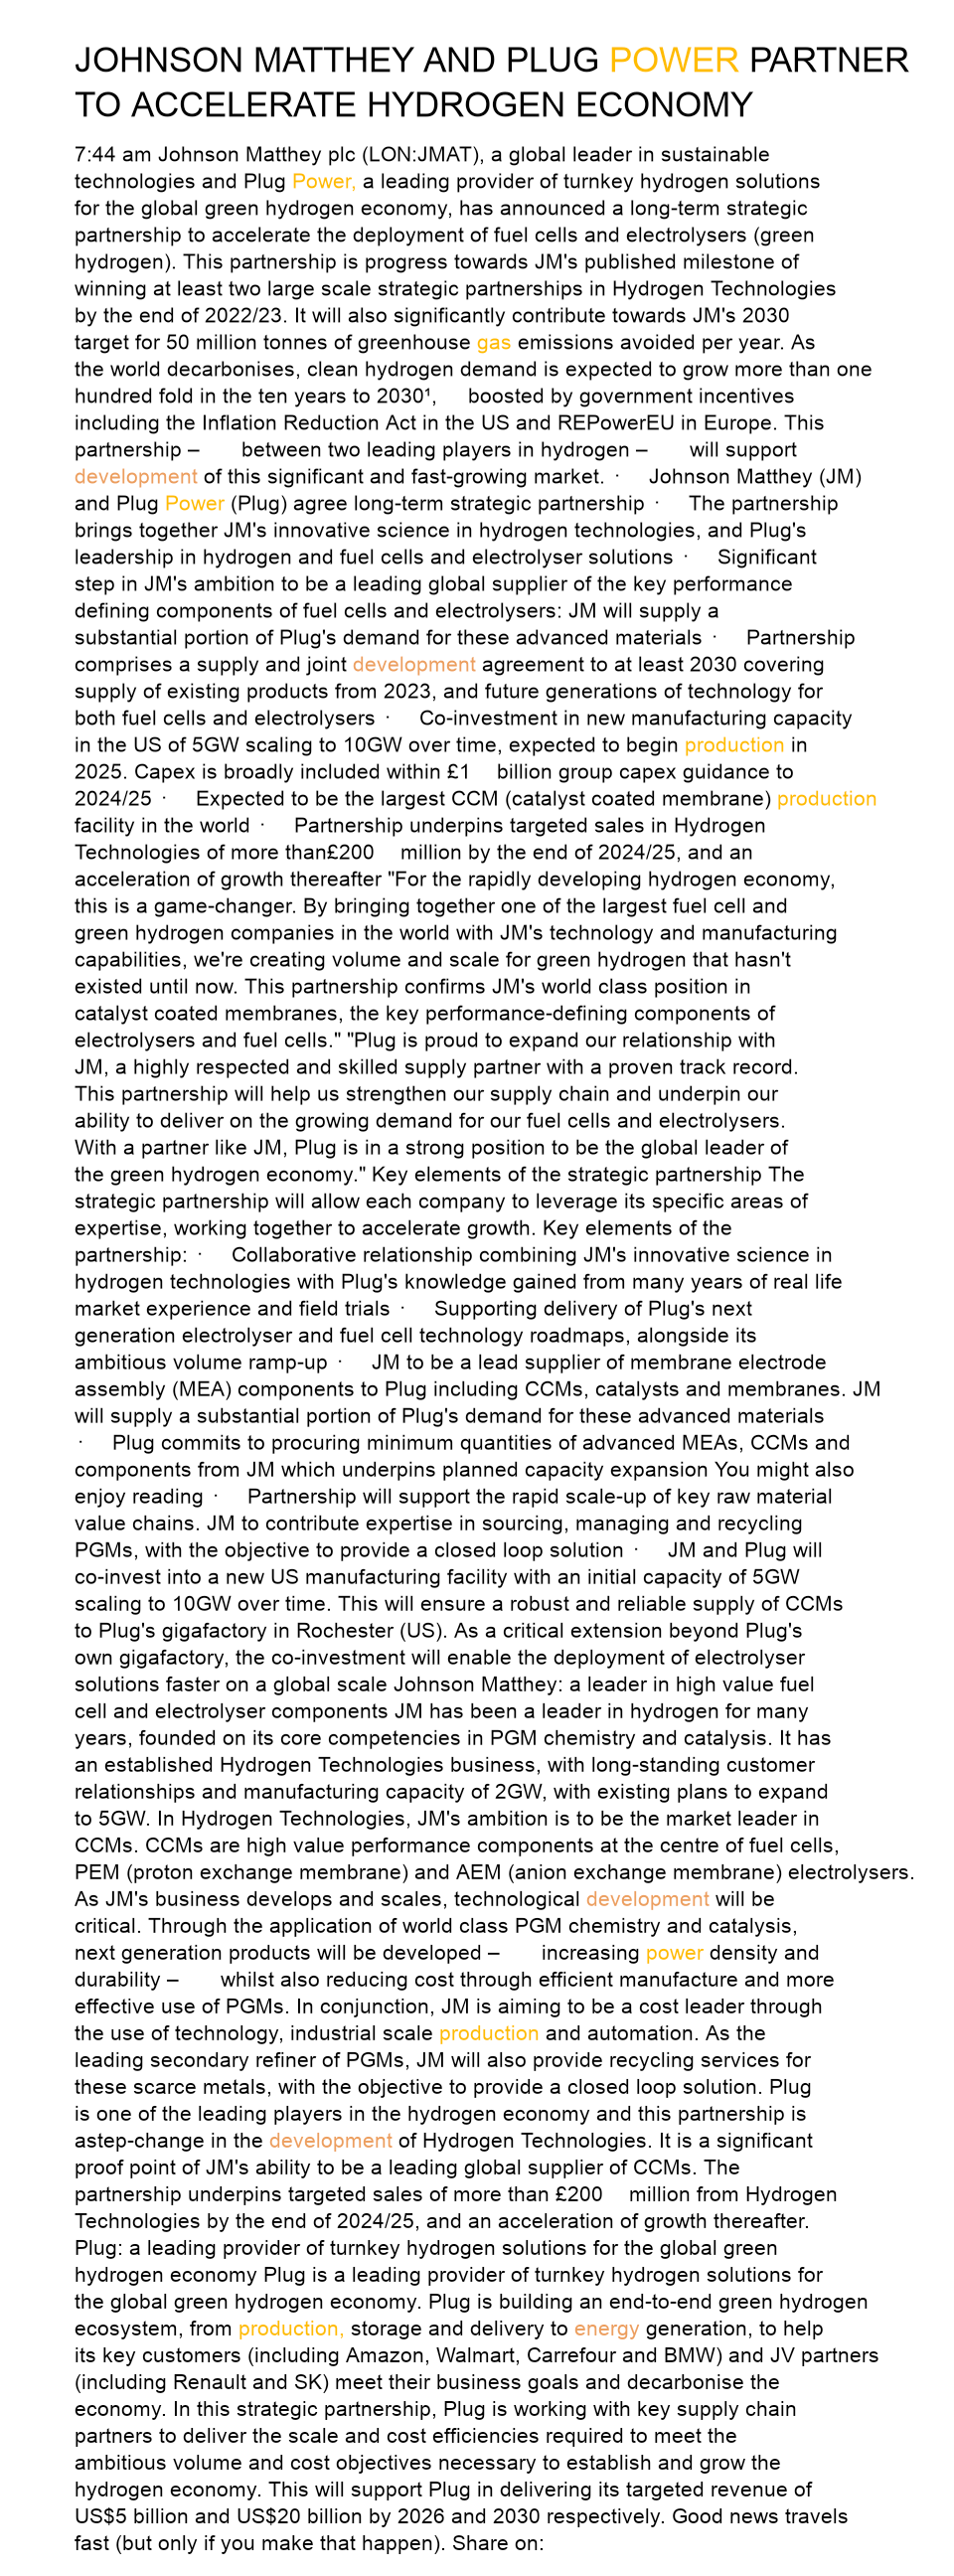 JOHNSON MATTHEY AND PLUG POWER PARTNER
TO ACCELERATE HYDROGEN ECONOMY
7:44 am Johnson Matthey plc (LON:JMAT), a global leader in sustainable
technologies and Plug Power, a leading provider of turnkey hydrogen solutions
for the global green hydrogen economy, has announced a long-term strategic
partnership to accelerate the deployment of fuel cells and electrolysers (green
hydrogen). This partnership is progress towards JM's published milestone of
winning at least two large scale strategic partnerships in Hydrogen Technologies
by the end of 2022/23. It will also significantly contribute towards JM's 2030
target for 50 million tonnes of greenhouse gas emissions avoided per year. As
the world decarbonises, clean hydrogen demand is expected to grow more than one
hundred fold in the ten years to 2030¹, boosted by government incentives
including the Inflation Reduction Act in the US and REPowerEU in Europe. This
partnership – between two leading players in hydrogen – will support
development of this significant and fast-growing market. · Johnson Matthey (JM)
and Plug Power (Plug) agree long-term strategic partnership · The partnership
brings together JM's innovative science in hydrogen technologies, and Plug's
leadership in hydrogen and fuel cells and electrolyser solutions · Significant
step in JM's ambition to be a leading global supplier of the key performance
defining components of fuel cells and electrolysers: JM will supply a
substantial portion of Plug's demand for these advanced materials · Partnership
comprises a supply and joint development agreement to at least 2030 covering
supply of existing products from 2023, and future generations of technology for
both fuel cells and electrolysers · Co-investment in new manufacturing capacity
in the US of 5GW scaling to 10GW over time, expected to begin production in
2025. Capex is broadly included within £1 billion group capex guidance to
2024/25 · Expected to be the largest CCM (catalyst coated membrane) production
facility in the world · Partnership underpins targeted sales in Hydrogen
Technologies of more than£200 million by the end of 2024/25, and an
acceleration of growth thereafter "For the rapidly developing hydrogen economy,
this is a game-changer. By bringing together one of the largest fuel cell and
green hydrogen companies in the world with JM's technology and manufacturing
capabilities, we're creating volume and scale for green hydrogen that hasn't
existed until now. This partnership confirms JM's world class position in
catalyst coated membranes, the key performance-defining components of
electrolysers and fuel cells." "Plug is proud to expand our relationship with
JM, a highly respected and skilled supply partner with a proven track record.
This partnership will help us strengthen our supply chain and underpin our
ability to deliver on the growing demand for our fuel cells and electrolysers.
With a partner like JM, Plug is in a strong position to be the global leader of
the green hydrogen economy." Key elements of the strategic partnership The
strategic partnership will allow each company to leverage its specific areas of
expertise, working together to accelerate growth. Key elements of the
partnership: · Collaborative relationship combining JM's innovative science in
hydrogen technologies with Plug's knowledge gained from many years of real life
market experience and field trials · Supporting delivery of Plug's next
generation electrolyser and fuel cell technology roadmaps, alongside its
ambitious volume ramp-up · JM to be a lead supplier of membrane electrode
assembly (MEA) components to Plug including CCMs, catalysts and membranes. JM
will supply a substantial portion of Plug's demand for these advanced materials
· Plug commits to procuring minimum quantities of advanced MEAs, CCMs and
components from JM which underpins planned capacity expansion You might also
enjoy reading · Partnership will support the rapid scale-up of key raw material
value chains. JM to contribute expertise in sourcing, managing and recycling
PGMs, with the objective to provide a closed loop solution · JM and Plug will
co-invest into a new US manufacturing facility with an initial capacity of 5GW
scaling to 10GW over time. This will ensure a robust and reliable supply of CCMs
to Plug's gigafactory in Rochester (US). As a critical extension beyond Plug's
own gigafactory, the co-investment will enable the deployment of electrolyser
solutions faster on a global scale Johnson Matthey: a leader in high value fuel
cell and electrolyser components JM has been a leader in hydrogen for many
years, founded on its core competencies in PGM chemistry and catalysis. It has
an established Hydrogen Technologies business, with long-standing customer
relationships and manufacturing capacity of 2GW, with existing plans to expand
to 5GW. In Hydrogen Technologies, JM's ambition is to be the market leader in
CCMs. CCMs are high value performance components at the centre of fuel cells,
PEM (proton exchange membrane) and AEM (anion exchange membrane) electrolysers.
As JM's business develops and scales, technological development will be
critical. Through the application of world class PGM chemistry and catalysis,
next generation products will be developed – increasing power density and
durability – whilst also reducing cost through efficient manufacture and more
effective use of PGMs. In conjunction, JM is aiming to be a cost leader through
the use of technology, industrial scale production and automation. As the
leading secondary refiner of PGMs, JM will also provide recycling services for
these scarce metals, with the objective to provide a closed loop solution. Plug
is one of the leading players in the hydrogen economy and this partnership is
astep-change in the development of Hydrogen Technologies. It is a significant
proof point of JM's ability to be a leading global supplier of CCMs. The
partnership underpins targeted sales of more than £200 million from Hydrogen
Technologies by the end of 2024/25, and an acceleration of growth thereafter.
Plug: a leading provider of turnkey hydrogen solutions for the global green
hydrogen economy Plug is a leading provider of turnkey hydrogen solutions for
the global green hydrogen economy. Plug is building an end-to-end green hydrogen
ecosystem, from production, storage and delivery to energy generation, to help
its key customers (including Amazon, Walmart, Carrefour and BMW) and JV partners
(including Renault and SK) meet their business goals and decarbonise the
economy. In this strategic partnership, Plug is working with key supply chain
partners to deliver the scale and cost efficiencies required to meet the
ambitious volume and cost objectives necessary to establish and grow the
hydrogen economy. This will support Plug in delivering its targeted revenue of
US$5 billion and US$20 billion by 2026 and 2030 respectively. Good news travels
fast (but only if you make that happen). Share on: